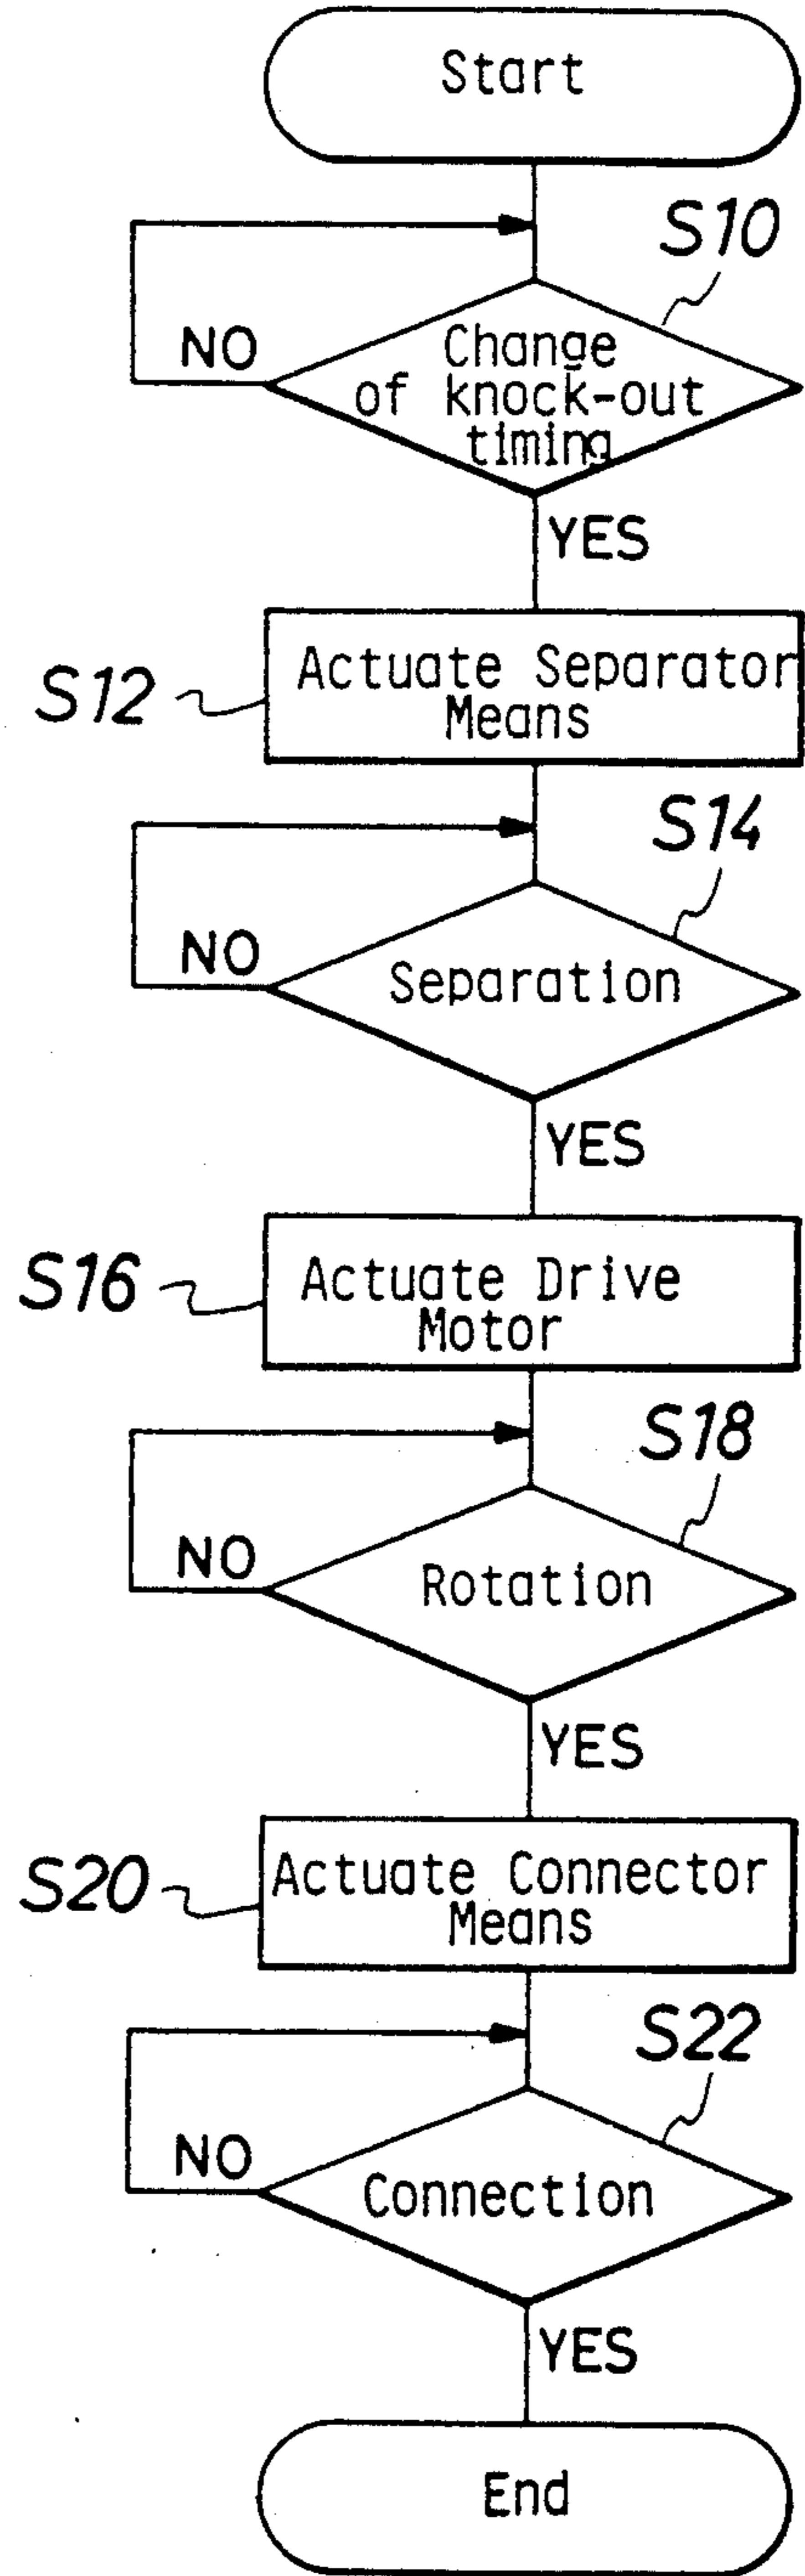 Start
S10
NO
Change
of knock-out
timing
YES
S12
Actuate Separator
Means
S14
NO
Separation
YES
S16
Actuate Drive
Motor
S18
NO
Rotation
YES
S20
Actuate Connector
Means
S22
NO
Connection
YES
End